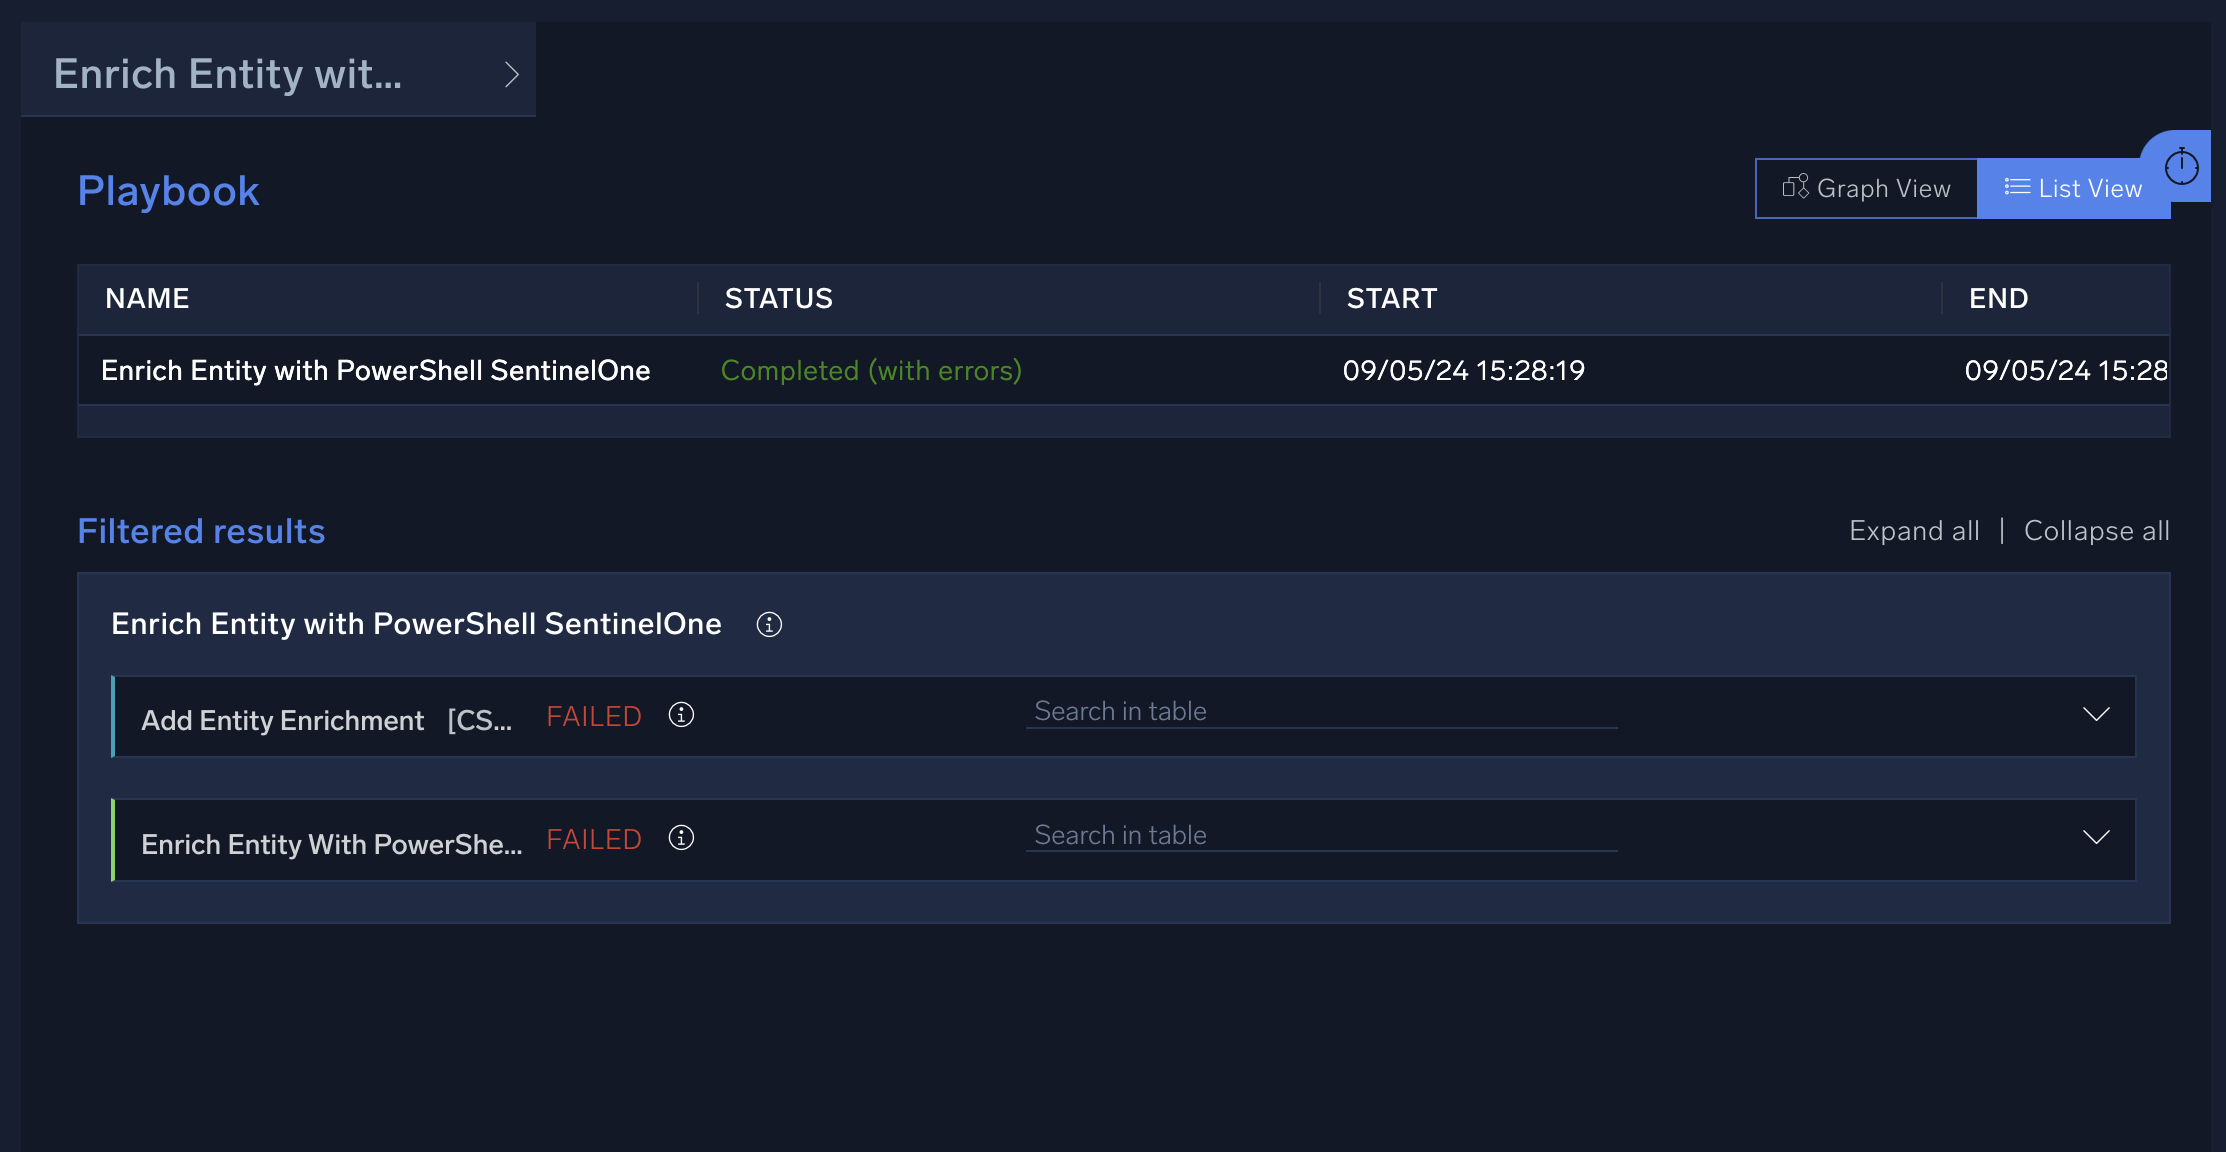 Enrich Entity wit...
Playbook
Graph View
List View
NAME
STATUS
START
END
Enrich Entity with PowerShell SentinelOne
Completed (with errors)
09/05/24 15:28:19
09/05/24 15:28
Filtered results
Expand all | Collapse all
Enrich Entity with PowerShell SentinelOne
Add Entity Enrichment [CS...
FAILED
Search in table
Enrich Entity With PowerShe...
FAILED
Search in table